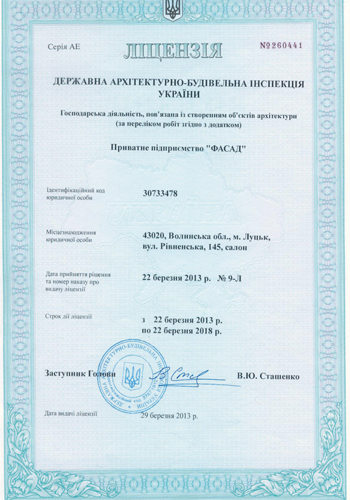 Серія АЕ
ЛІЦЕНЗІЯ
№260441
ДЕРЖАВНА АРХІТЕКТУРНО-БУДІВЕЛЬНА ІНСПЕКЦІЯ
УКРАЇНИ
Господарська діяльність, пов'язана із створенням об'єктів архітектури
(за переліком робіт згідно з додатком)
Приватне підприємство "ФАСАД"
Ідентифікаційний код
юридичної особи
30733478
Місцезнаходження
юридичної особи
43020, Волинська обл., м. Луцьк,
вул. Рівненська, 145, салон
Дата прийняття рішення
та номер наказу про
видачу ліцензії
22 березня 2013 р. № 9-Л
Строк дії ліцензії
з 22 березня 2013 р.
по 22 березня 2018 р.
Заступник Голови
В.Ю. Сташенко
Дата видачі ліцензії
29 березня 2013 р.